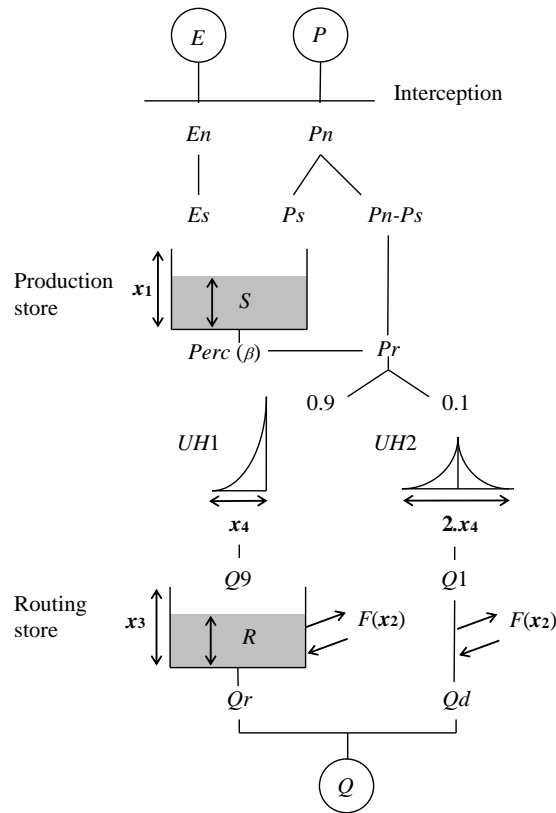 E P
Interception
En Pn
Es Ps Pn-Ps
Production
store
x1
S
Perc (β) Pr
0.9 0.1
UH1 UH2
x4 2.x4
Q9 Q1
Routing
store
x3
R
F(x2) F(x2)
Qr Qd
Q